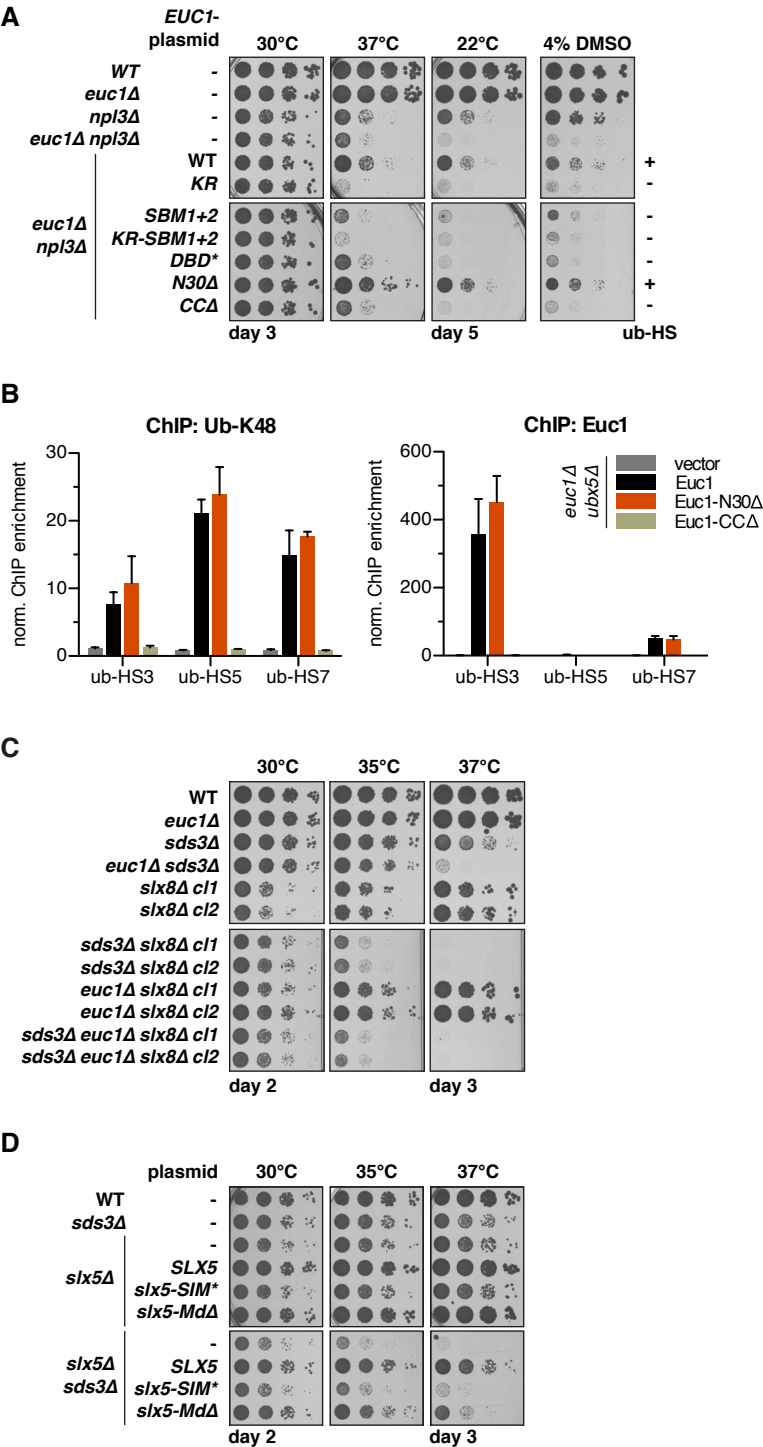 A
EUC1-
plasmid
30°C
37°C
22°C
4% DMSO
WT -
euc1Δ -
npl3Δ -
euc1Δ npl3Δ -
WT +
KR -
euc1Δ
npl3Δ
SBM1+2 -
KR-SBM1+2 -
DBD* -
N30Δ +
CCΔ -
day 3
day 5
ub-HS
B
ChIP: Ub-K48
norm. ChIP enrichment
30
20
10
0
ub-HS3
ub-HS5
ub-HS7
ChIP: Euc1
norm. ChIP enrichment
600
400
200
0
ub-HS3
ub-HS5
ub-HS7
euc1Δ
ubx5Δ
vector
Euc1
Euc1-N30Δ
Euc1-CCΔ
C
30°C
35°C
37°C
WT
euc1Δ
sds3Δ
euc1Δ sds3Δ
slx8Δ cl1
slx8Δ cl2
sds3Δ slx8Δ cl1
sds3Δ slx8Δ cl2
euc1Δ slx8Δ cl1
euc1Δ slx8Δ cl2
sds3Δ euc1Δ slx8Δ cl1
sds3Δ euc1Δ slx8Δ cl2
day 2
day 3
D
plasmid
30°C
35°C
37°C
WT -
sds3Δ -
slx5Δ
-
SLX5
slx5-SIM*
slx5-MdΔ
slx5Δ
sds3Δ
-
SLX5
slx5-SIM*
slx5-MdΔ
day 2
day 3